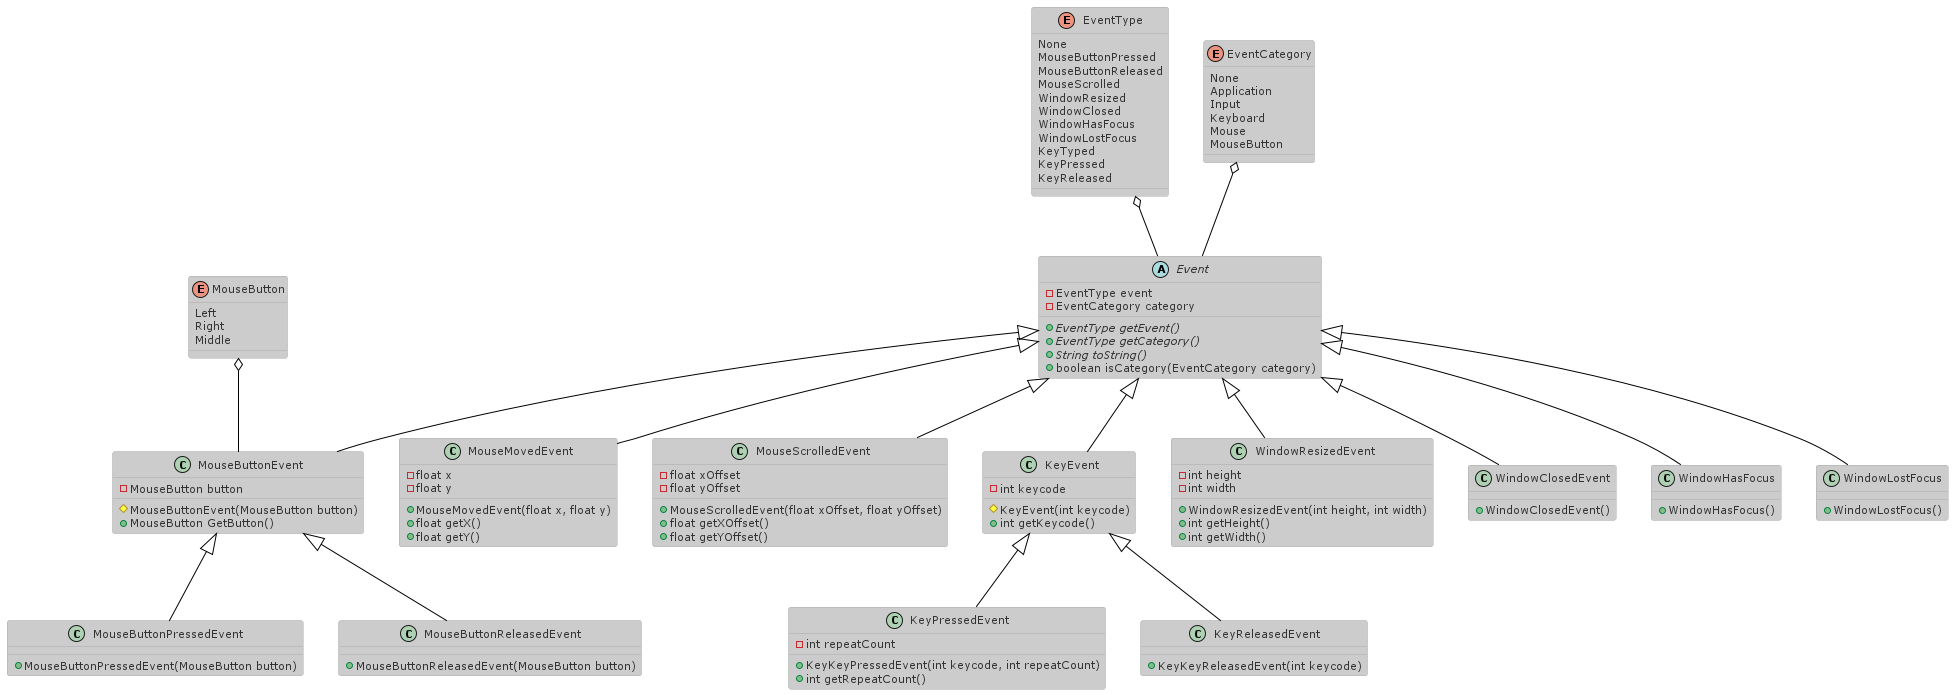 E EventType
None
MouseButtonPressed
MouseButtonReleased
MouseScrolled
WindowResized
WindowClosed
WindowHasFocus
WindowLostFocus
KeyTyped
KeyPressed
KeyReleased
E EventCategory
None
Application
Input
Keyboard
Mouse
MouseButton
E MouseButton
Left
Right
Middle
A Event
EventType event
EventCategory category
EventType getEvent()
EventType getCategory()
String toString()
boolean isCategory(EventCategory category)
C MouseButtonEvent
MouseButton button
MouseButtonEvent(MouseButton button)
MouseButton GetButton()
C MouseMovedEvent
float x
float y
MouseMovedEvent(float x, float y)
float getX()
float getY()
C MouseScrolledEvent
float xOffset
float yOffset
MouseScrolledEvent(float xOffset, float yOffset)
float getXOffset()
float getYOffset()
C KeyEvent
int keycode
KeyEvent(int keycode)
int getKeycode()
C WindowResizedEvent
int height
int width
WindowResizedEvent(int height, int width)
int getHeight()
int getWidth()
C WindowClosedEvent
WindowClosedEvent()
C WindowHasFocus
WindowHasFocus()
C WindowLostFocus
WindowLostFocus()
C MouseButtonPressedEvent
MouseButtonPressedEvent(MouseButton button)
C MouseButtonReleasedEvent
MouseButtonReleasedEvent(MouseButton button)
C KeyPressedEvent
int repeatCount
KeyKeyPressedEvent(int keycode, int repeatCount)
int getRepeatCount()
C KeyReleasedEvent
KeyKeyReleasedEvent(int keycode)